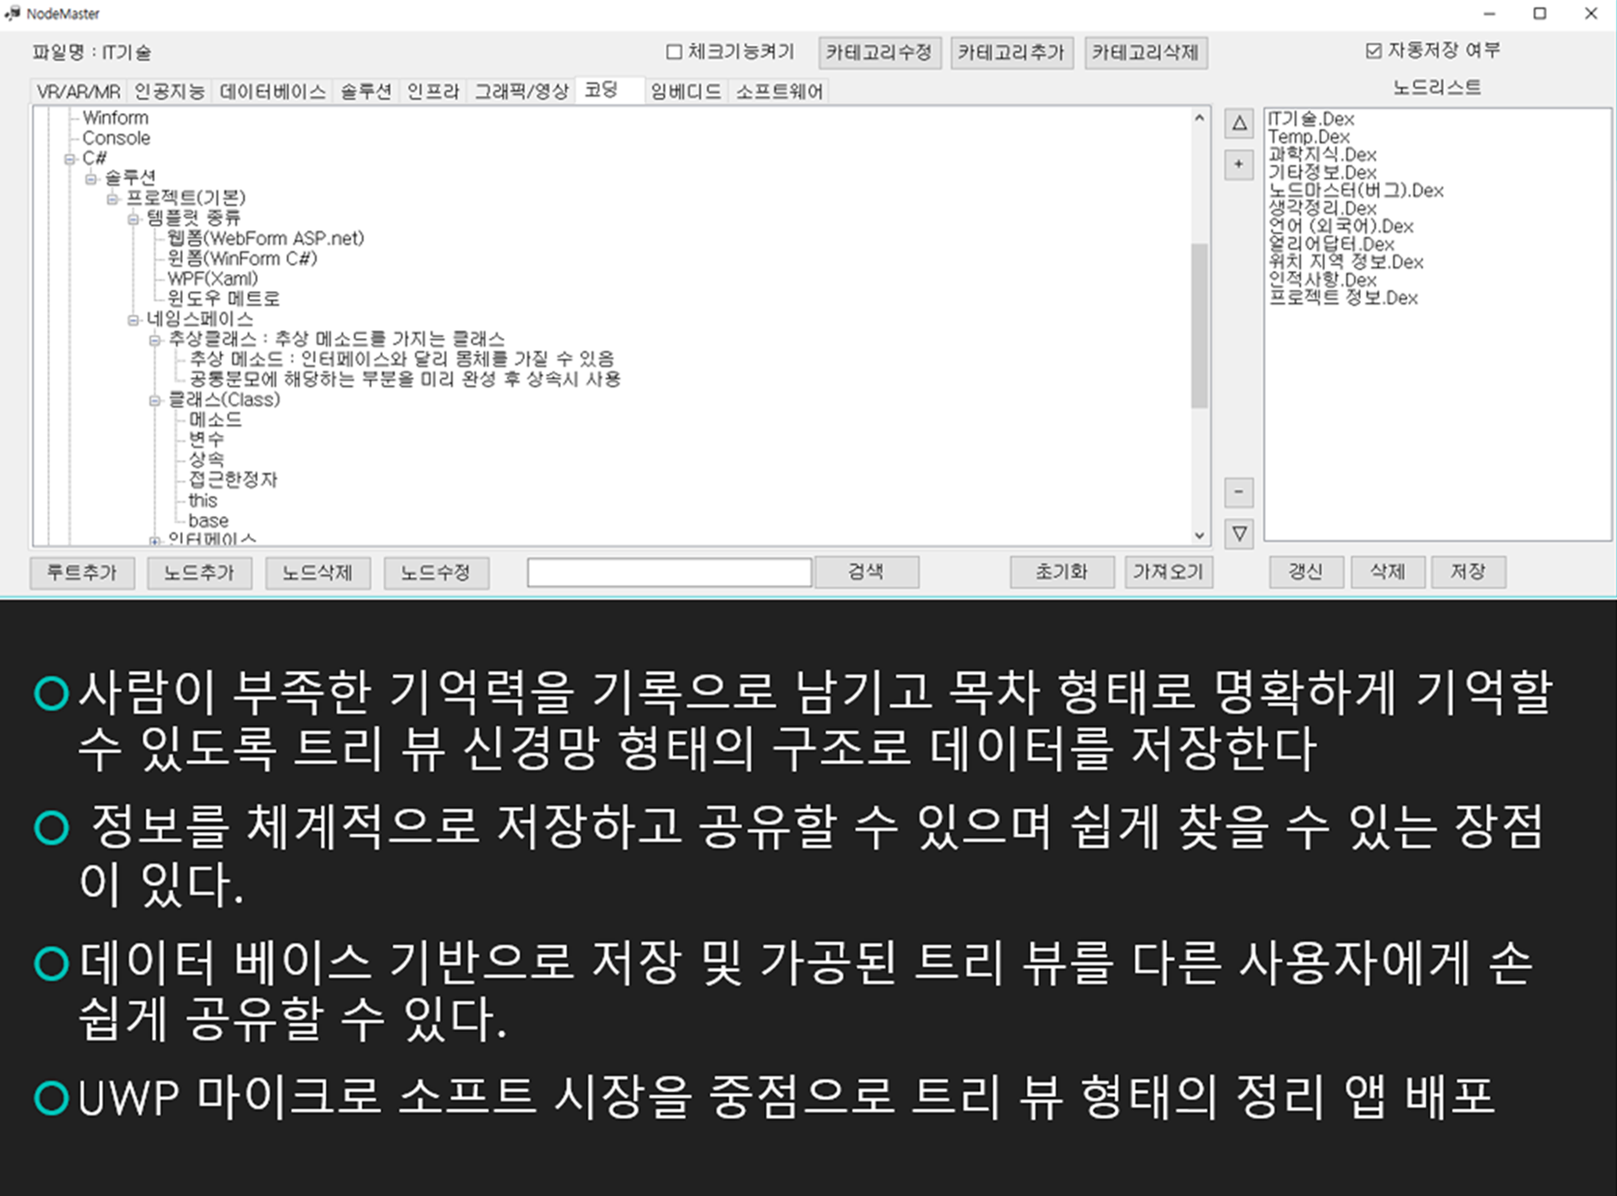 NodeMaster
파일명 : IT기술
체크기능켜기
카테고리수정
카테고리추가
카테고리삭제
자동저장 여부
VR/AR/MR 인공지능 데이터베이스 솔루션 인프라 그래픽/영상 코딩 임베디드 소프트웨어
노드리스트
Winform
Console
C#
솔루션
프로젝트(기본)
템플릿 종류
웹폼(WebForm ASP.net)
윈폼(WinForm C#)
WPF(Xaml)
윈도우 메트로
네임스페이스
추상클래스 : 추상 메소드를 가지는 클래스
추상 메소드 : 인터페이스와 달리 몸체를 가질 수 있음
공통분모에 해당하는 부분을 미리 완성 후 상속시 사용
클래스(Class)
메소드
변수
상속
접근한정자
this
base
인터페이스
△
+
-
▽
IT기술.Dex
Temp.Dex
과학지식.Dex
기타정보.Dex
노드마스터(버그).Dex
생각정리.Dex
언어 (외국어).Dex
얼리어답터.Dex
위치 지역 정보.Dex
인적사항.Dex
프로젝트 정보.Dex
루트추가 노드추가 노드삭제 노드수정 검색 초기화 가져오기 갱신 삭제 저장
사람이 부족한 기억력을 기록으로 남기고 목차 형태로 명확하게 기억할
수 있도록 트리 뷰 신경망 형태의 구조로 데이터를 저장한다
정보를 체계적으로 저장하고 공유할 수 있으며 쉽게 찾을 수 있는 장점
이 있다.
데이터 베이스 기반으로 저장 및 가공된 트리 뷰를 다른 사용자에게 손
쉽게 공유할 수 있다.
UWP 마이크로 소프트 시장을 중점으로 트리 뷰 형태의 정리 앱 배포